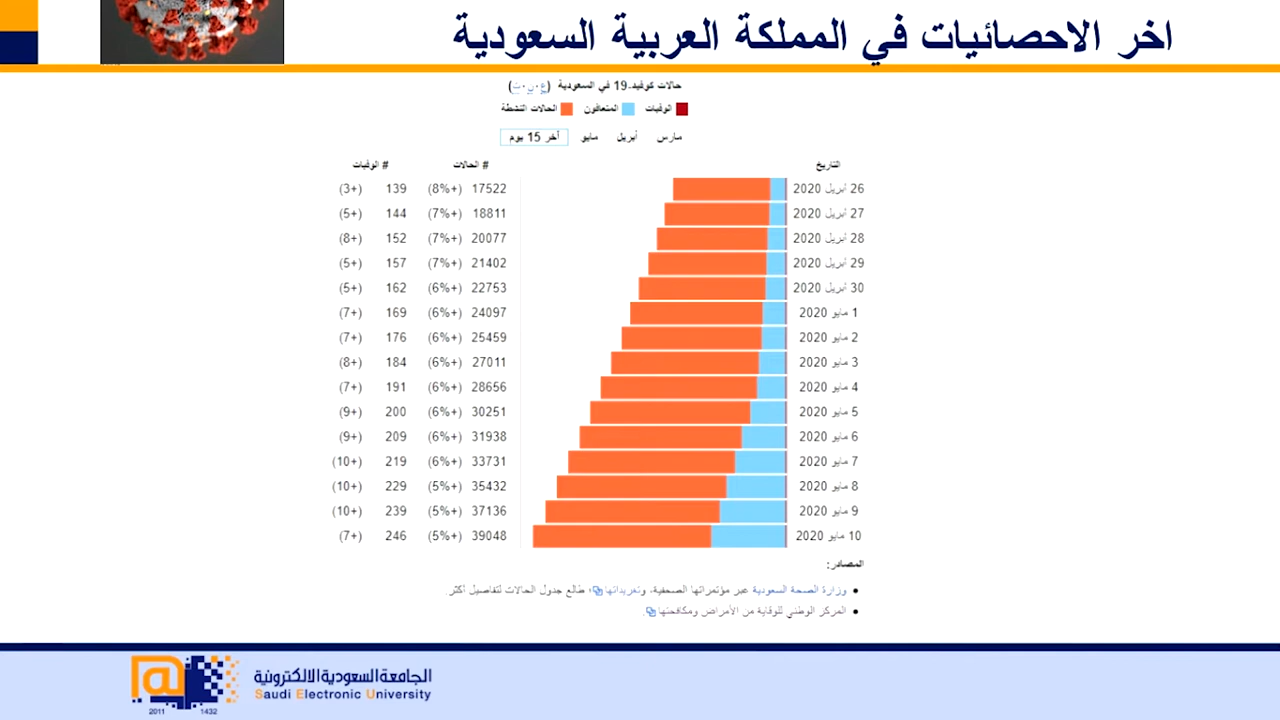 اخر الاحصائيات في المملكة العربية السعودية
حالات كوفيد-19 في السعودية (ع · ن · ت)
الوفيات المتعافون الحالات النشطة
مارس أبريل مايو أخر 15 يوم
التاريخ # الحالات # الوفيات
26 أبريل 2020 17522 (+8%) 139 (+3)
27 أبريل 2020 18811 (+7%) 144 (+5)
28 أبريل 2020 20077 (+7%) 152 (+8)
29 أبريل 2020 21402 (+7%) 157 (+5)
30 أبريل 2020 22753 (+6%) 162 (+5)
1 مايو 2020 24097 (+6%) 169 (+7)
2 مايو 2020 25459 (+6%) 176 (+7)
3 مايو 2020 27011 (+6%) 184 (+8)
4 مايو 2020 28656 (+6%) 191 (+7)
5 مايو 2020 30251 (+6%) 200 (+9)
6 مايو 2020 31938 (+6%) 209 (+9)
7 مايو 2020 33731 (+6%) 219 (+10)
8 مايو 2020 35432 (+5%) 229 (+10)
9 مايو 2020 37136 (+5%) 239 (+10)
10 مايو 2020 39048 (+5%) 246 (+7)
المصادر:
• وزارة الصحة السعودية عبر مؤتمراتها الصحفية، وتغريداتها؛ طالع جدول الحالات لتفاصيل أكثر.
• المركز الوطني للوقاية من الأمراض ومكافحتها.
الجامعة السعودية الالكترونية
Saudi Electronic University
2011 1432